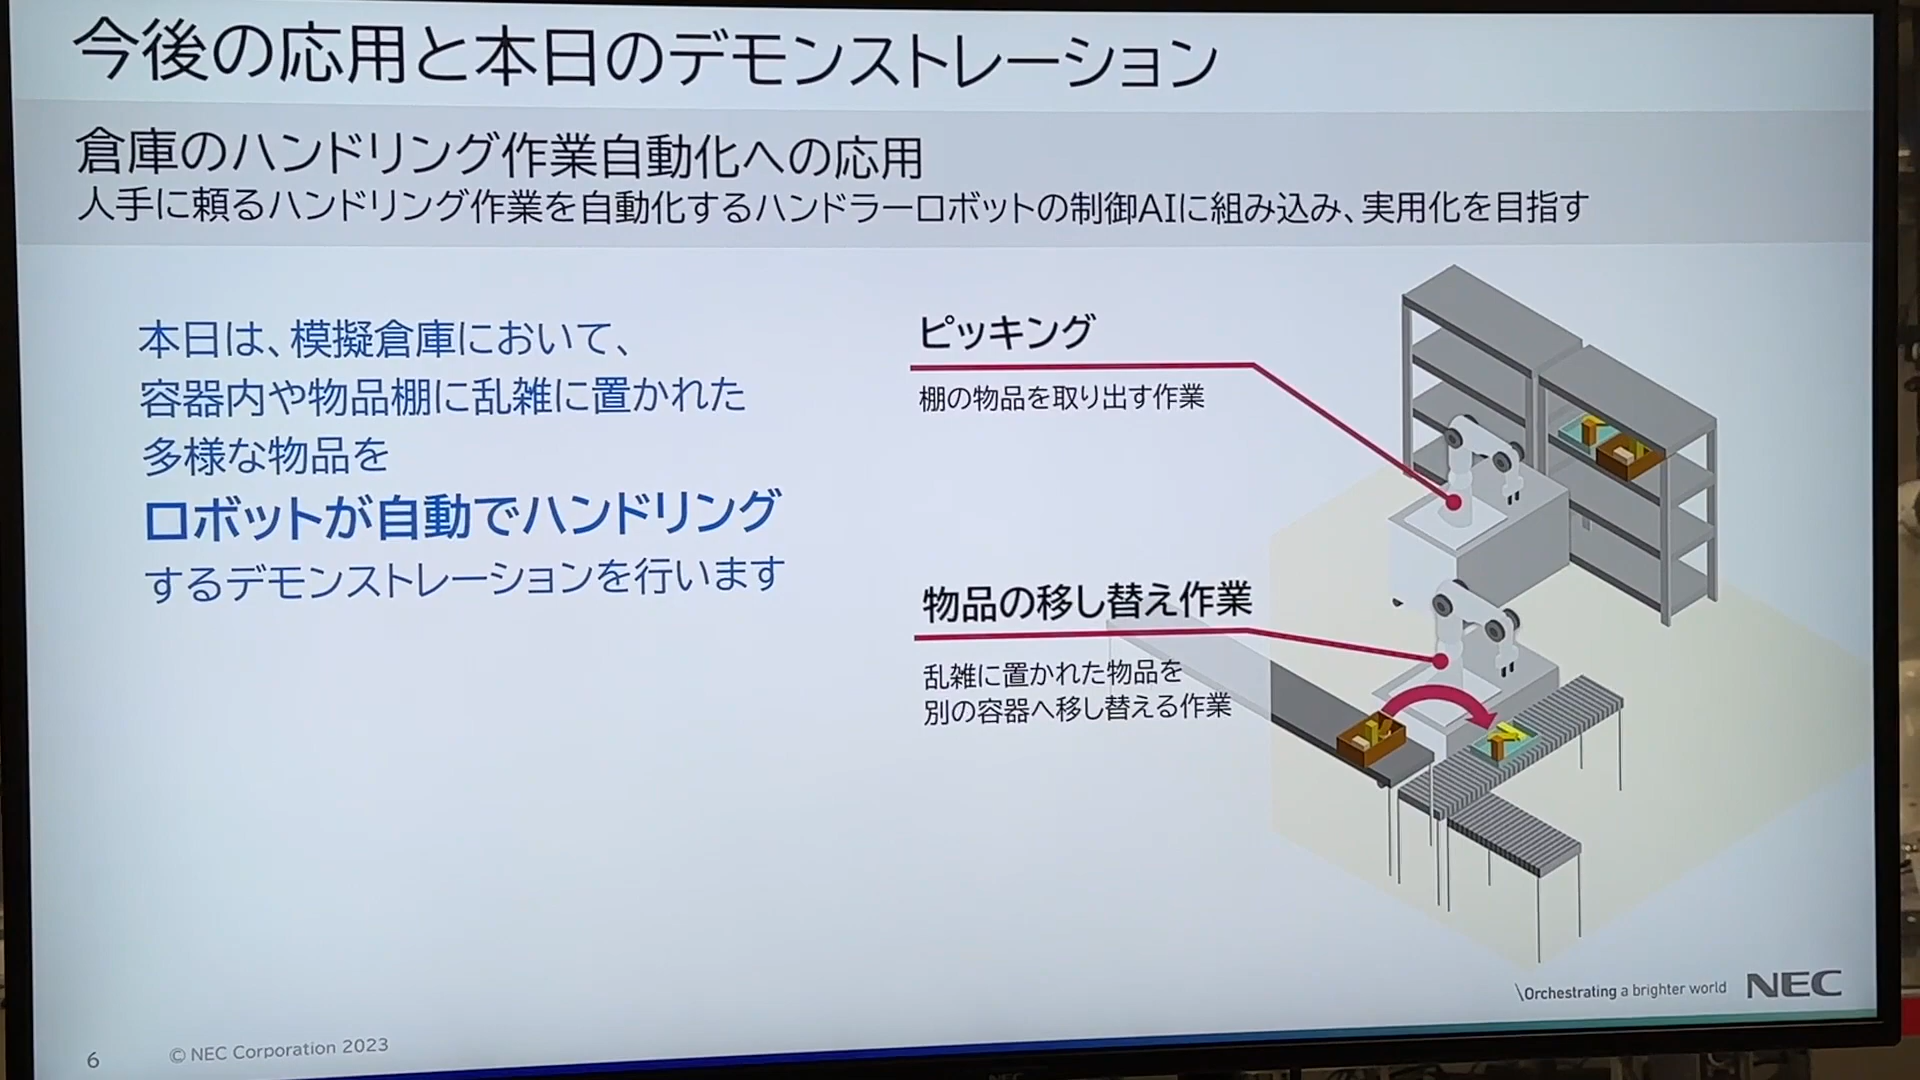 今後の応用と本日のデモンストレーション
倉庫のハンドリング作業自動化への応用
人手に頼るハンドリング作業を自動化するハンドラーロボットの制御AIに組み込み、実用化を目指す
本日は、模擬倉庫において、
容器内や物品棚に乱雑に置かれた
多様な物品を
ロボットが自動でハンドリング
するデモンストレーションを行います
ピッキング
棚の物品を取り出す作業
物品の移し替え作業
乱雑に置かれた物品を
別の容器へ移し替える作業
\Orchestrating a brighter world NEC
6 © NEC Corporation 2023
NEC